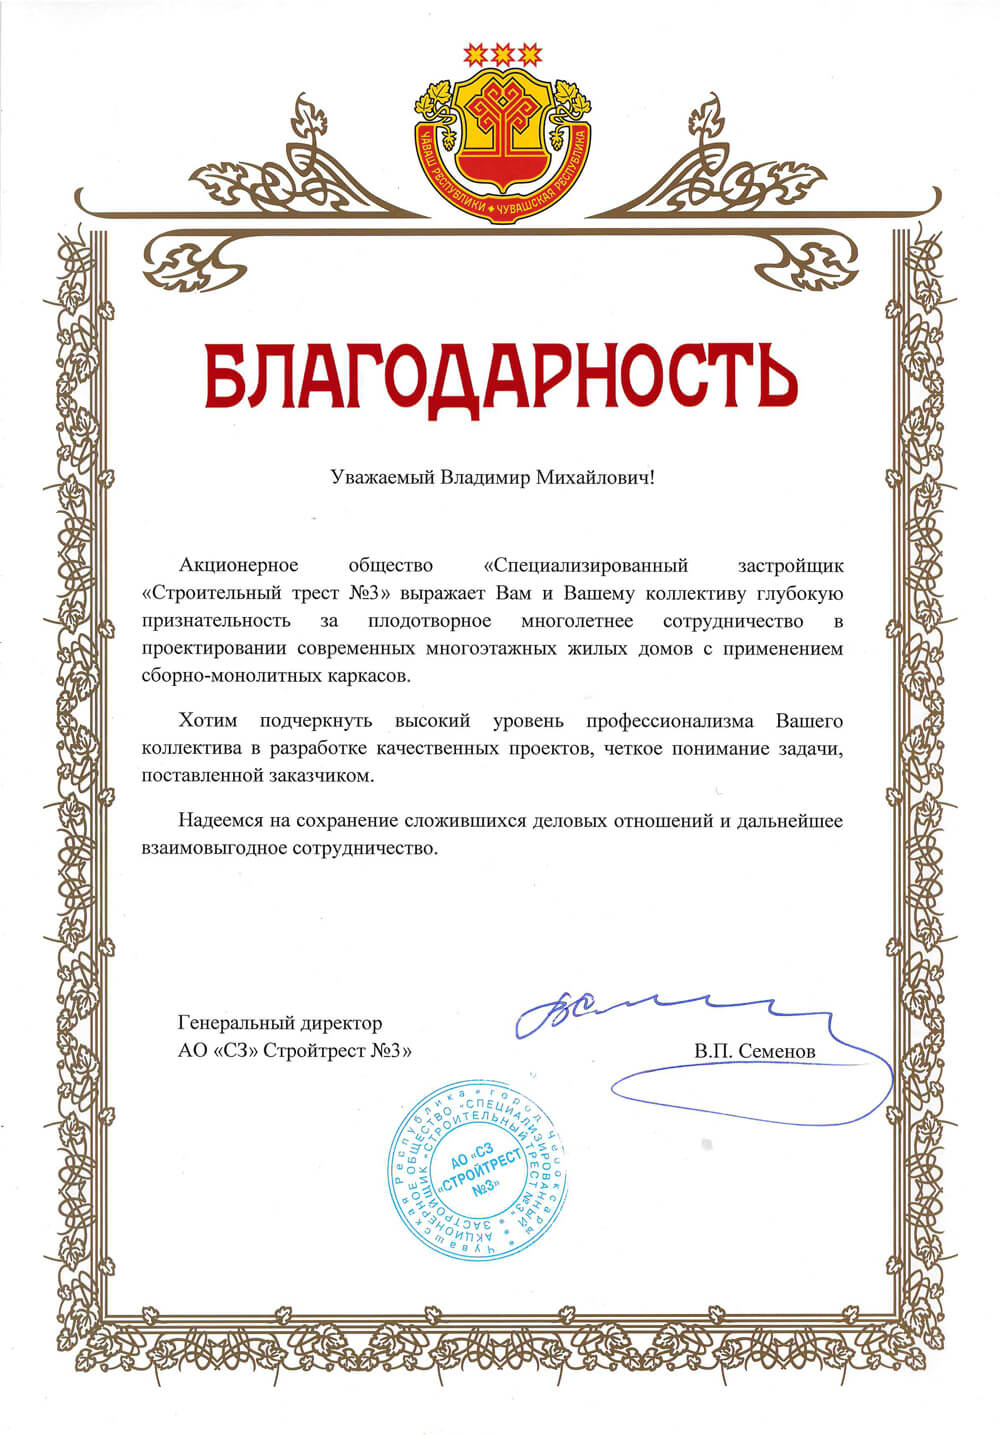 ЧӐВАШ РЕСПУБЛИКИ ✦ ЧУВАШСКАЯ РЕСПУБЛИКА
БЛАГОДАРНОСТЬ
Уважаемый Владимир Михайлович!
Акционерное общество «Специализированный застройщик
«Строительный трест №3» выражает Вам и Вашему коллективу глубокую
признательность за плодотворное многолетнее сотрудничество в
проектировании современных многоэтажных жилых домов с применением
сборно-монолитных каркасов.
Хотим подчеркнуть высокий уровень профессионализма Вашего
коллектива в разработке качественных проектов, четкое понимание задачи,
поставленной заказчиком.
Надеемся на сохранение сложившихся деловых отношений и дальнейшее
взаимовыгодное сотрудничество.
Генеральный директор
АО «СЗ» Стройтрест №3»
В.П. Семенов
Чувашская Республика * город Чебоксары *
АКЦИОНЕРНОЕ ОБЩЕСТВО «СПЕЦИАЛИЗИРОВАННЫЙ
ЗАСТРОЙЩИК «СТРОИТЕЛЬНЫЙ ТРЕСТ №3»
АО «СЗ
«СТРОЙТРЕСТ
№3»